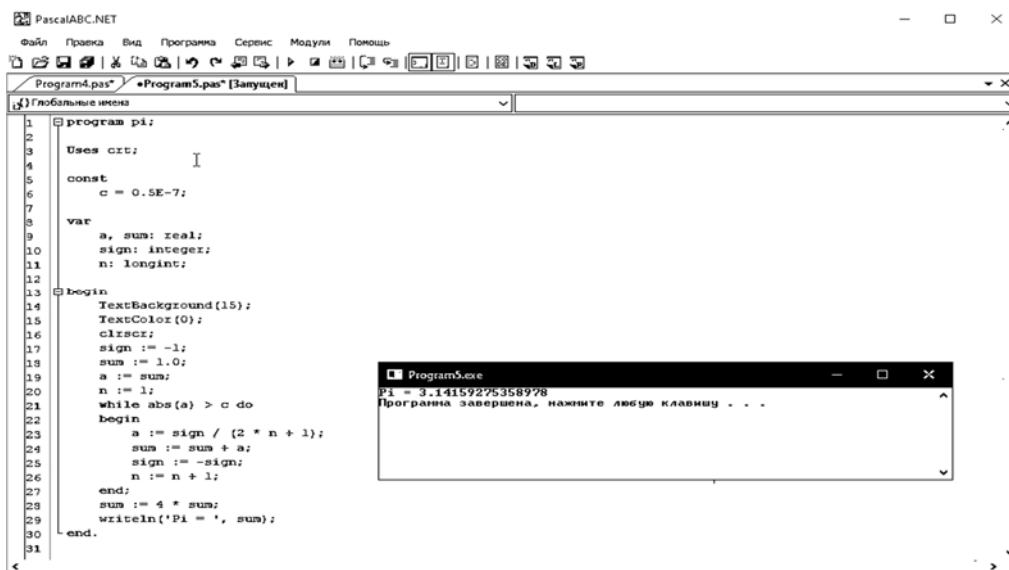 PascalABC.NET
Файл Правка Вид Программа Сервис Модули Помощь
Program4.pas* •Program5.pas* [Запущен]
{} Глобальные имена
1 program pi;
2
3 Uses crt;
4
5 const
6 c = 0.5E-7;
7
8 var
9 a, sum: real;
10 sign: integer;
11 n: longint;
12
13 begin
14 TextBackground(15);
15 TextColor(0);
16 clrscr;
17 sign := -1;
18 sum := 1.0;
19 a := sum;
20 n := 1;
21 while abs(a) > c do
22 begin
23 a := sign / (2 * n + 1);
24 sum := sum + a;
25 sign := -sign;
26 n := n + 1;
27 end;
28 sum := 4 * sum;
29 writeln('Pi = ', sum);
30 end.
31
Program5.exe
Pi = 3.14159275358978
Программа завершена, нажмите любую клавишу . . .